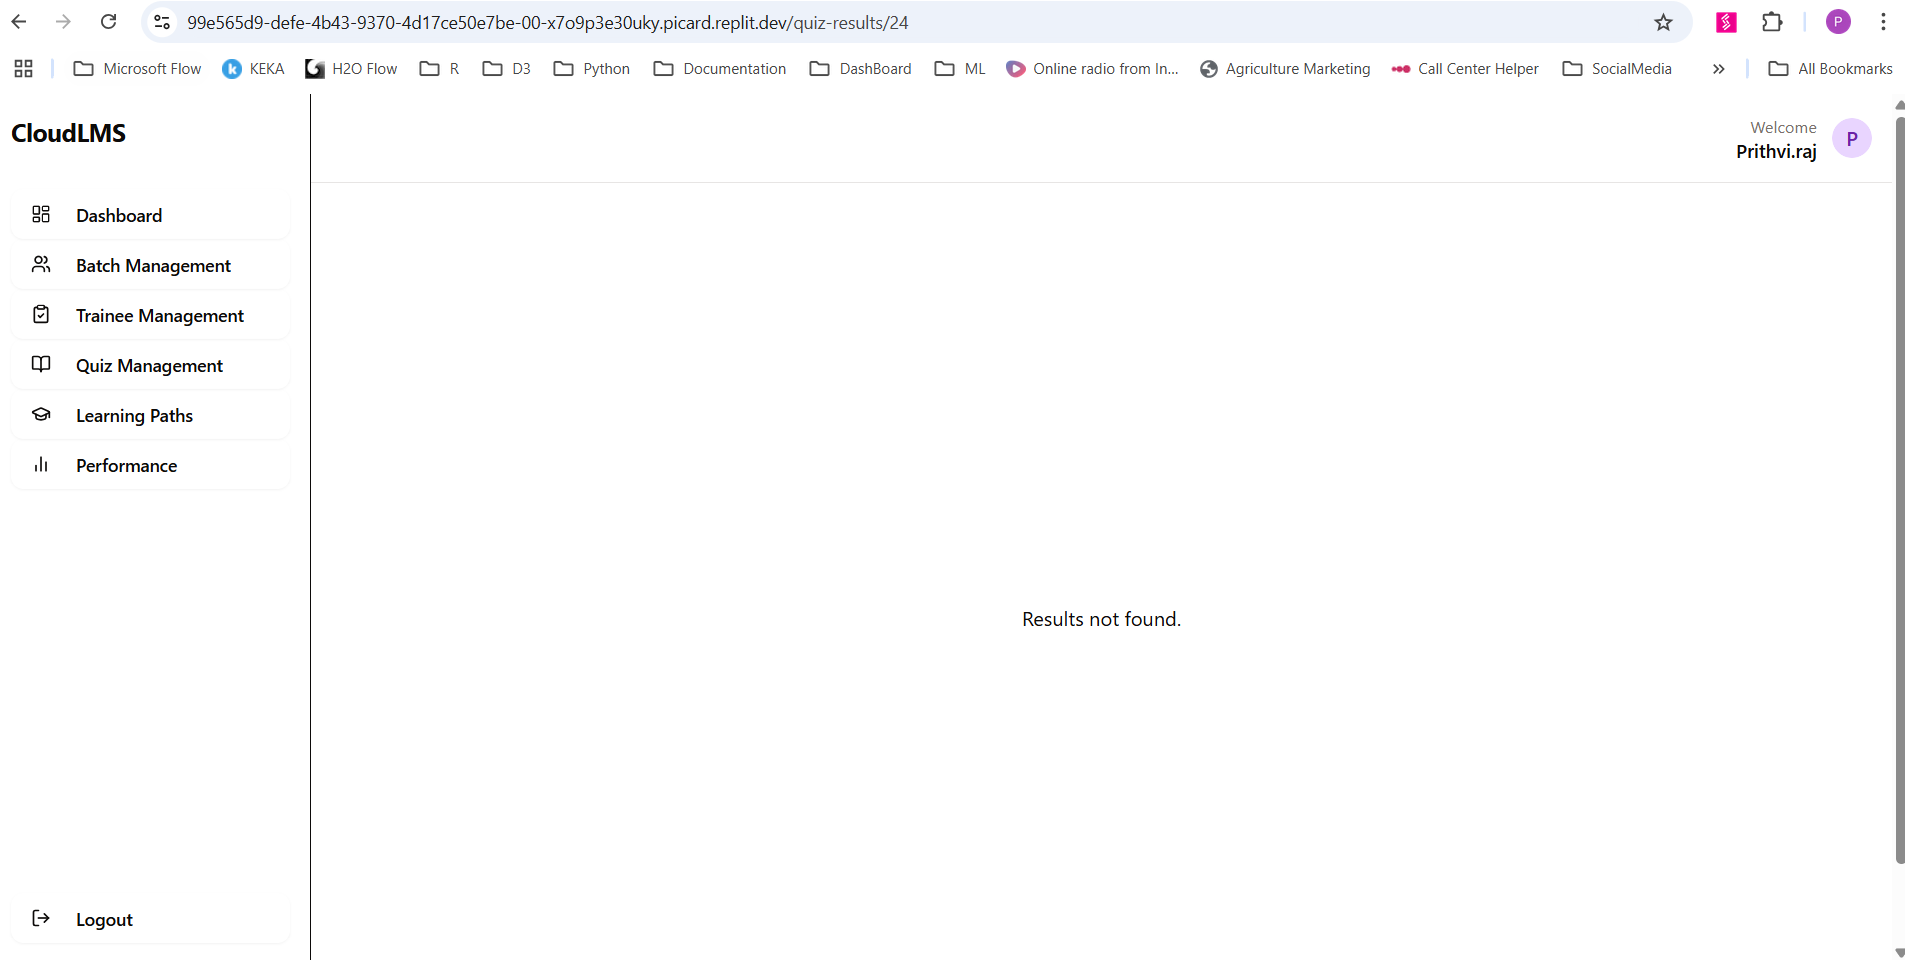 99e565d9-defe-4b43-9370-4d17ce50e7be-00-x7o9p3e30uky.picard.replit.dev/quiz-results/24
P
Microsoft Flow KEKA H2O Flow R D3 Python Documentation DashBoard ML Online radio from In... Agriculture Marketing Call Center Helper SocialMedia All Bookmarks
CloudLMS
Welcome
Prithvi.raj
P
Dashboard
Batch Management
Trainee Management
Quiz Management
Learning Paths
Performance
Results not found.
Logout